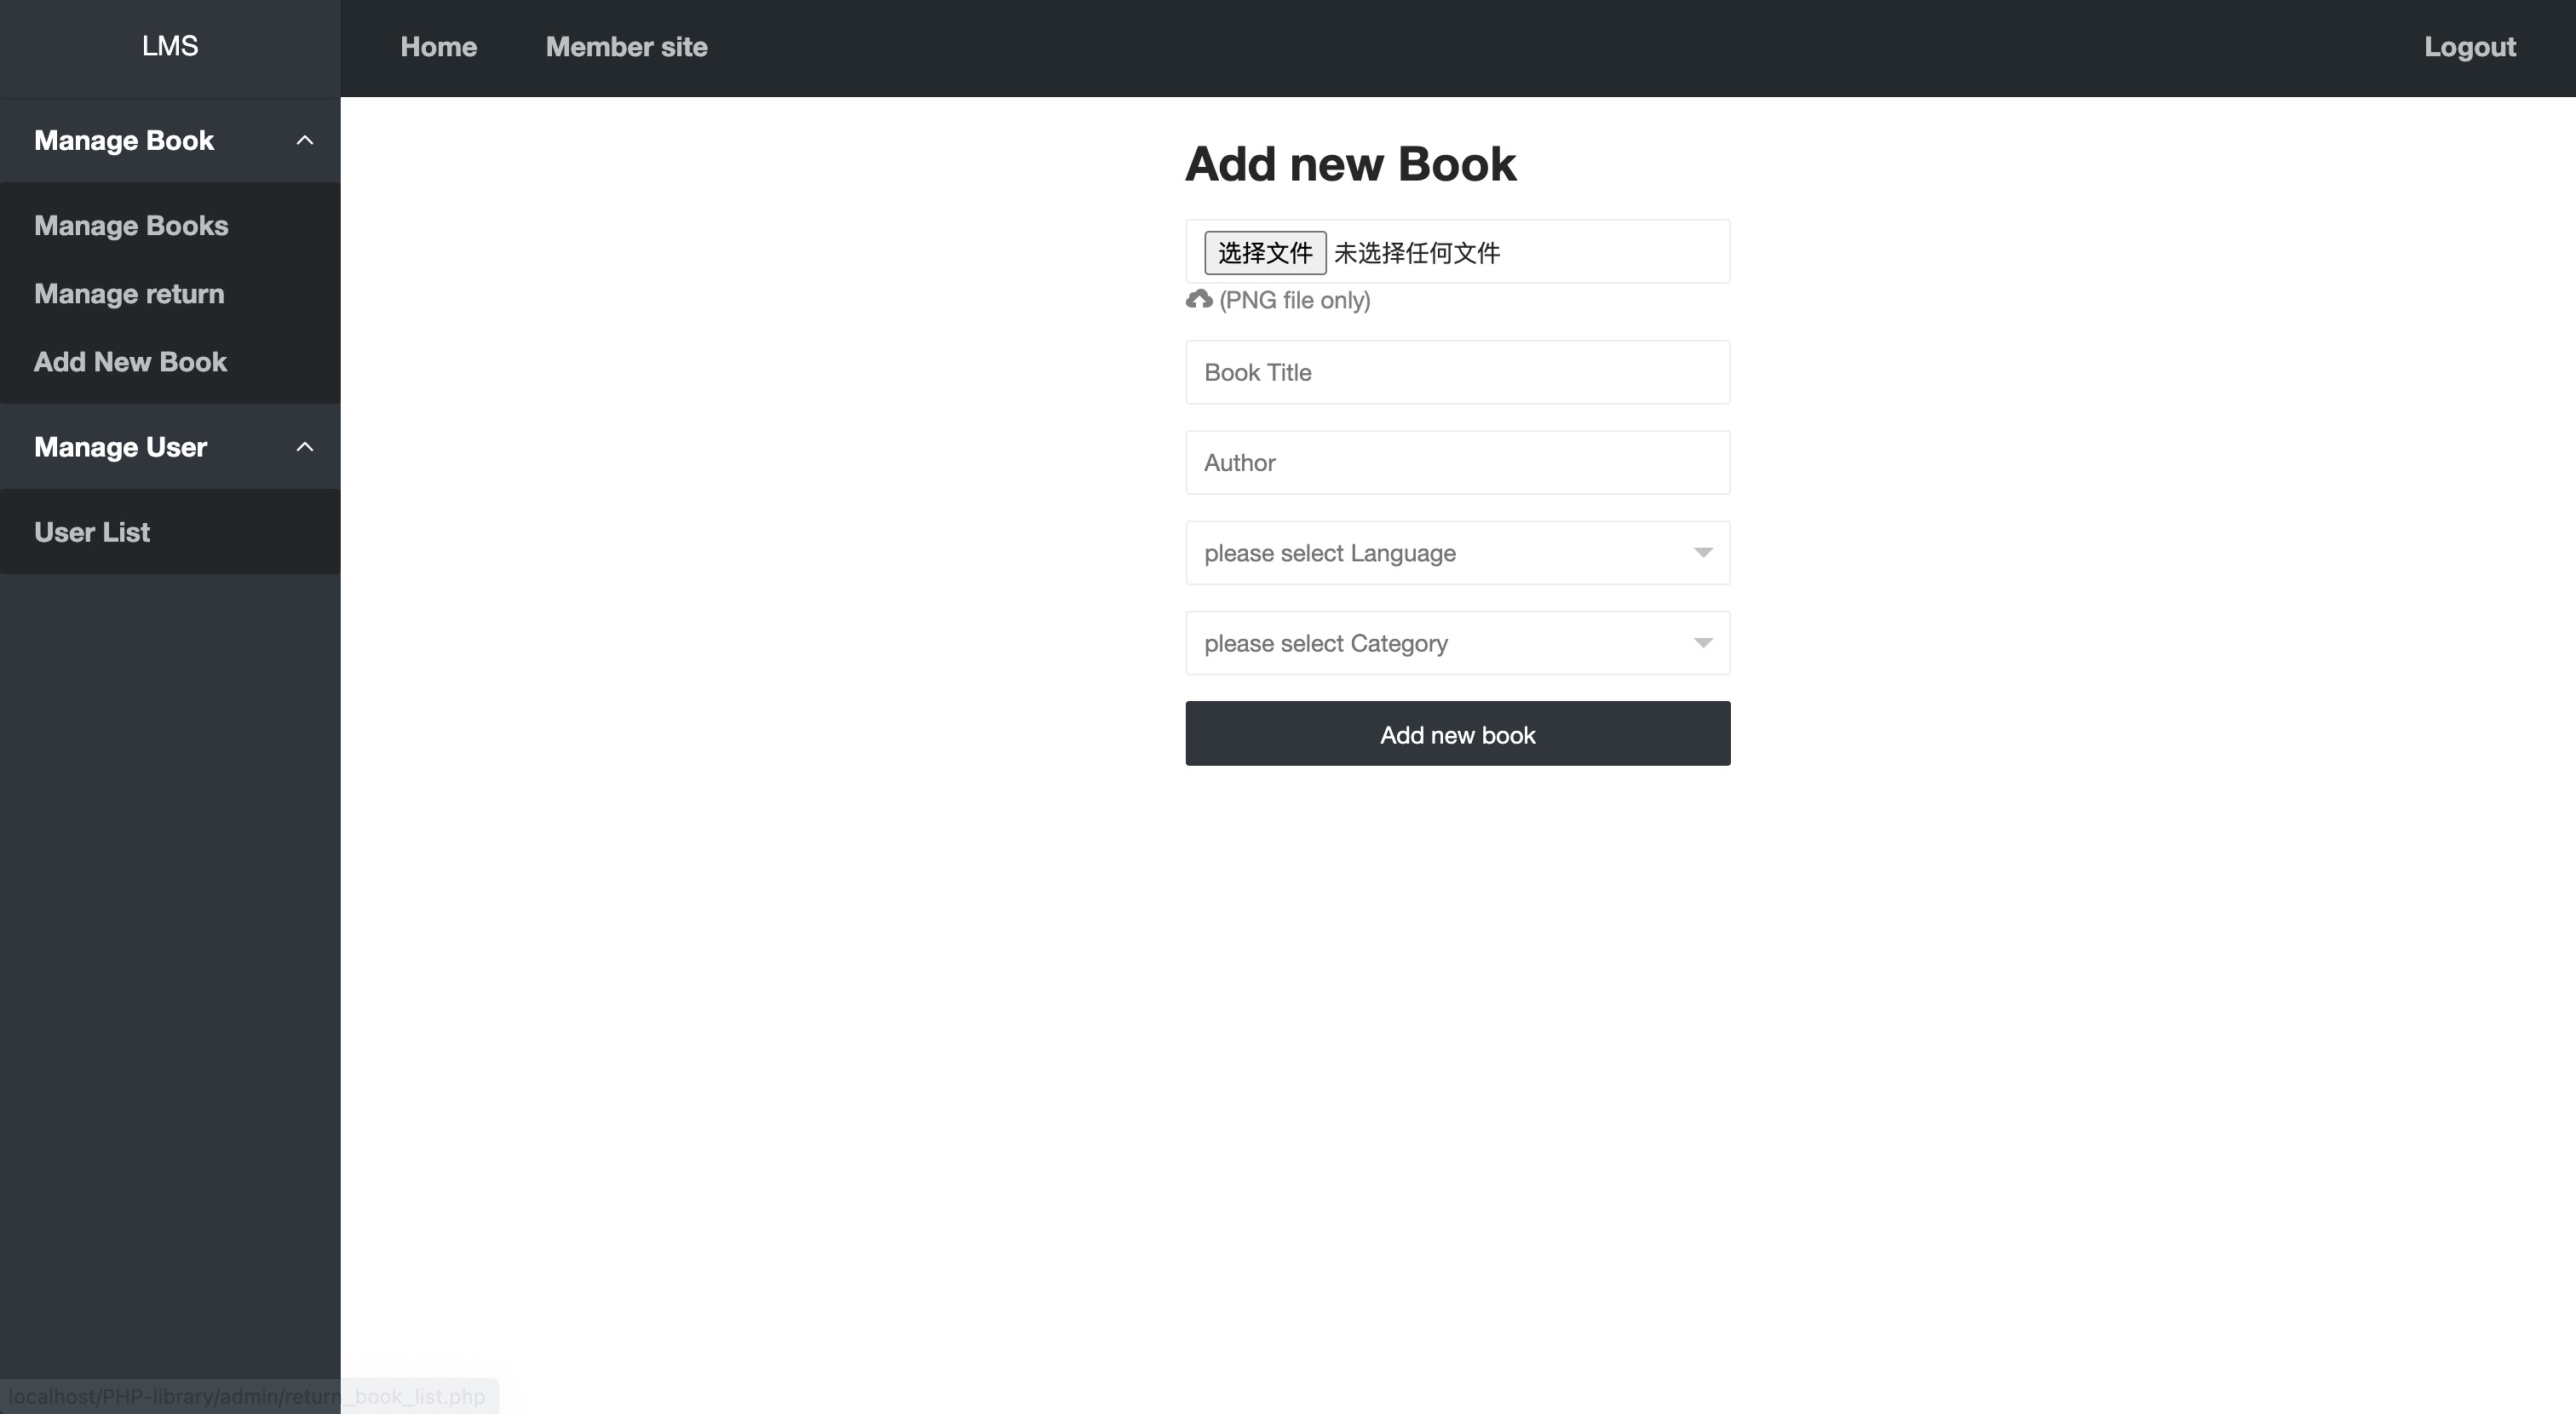 LMS
Home
Member site
Logout
Manage Book
Manage Books
Manage return
Add New Book
Manage User
User List
Add new Book
选择文件 未选择任何文件
(PNG file only)
Book Title
Author
please select Language
please select Category
Add new book
localhost/PHP-library/admin/return_book_list.php